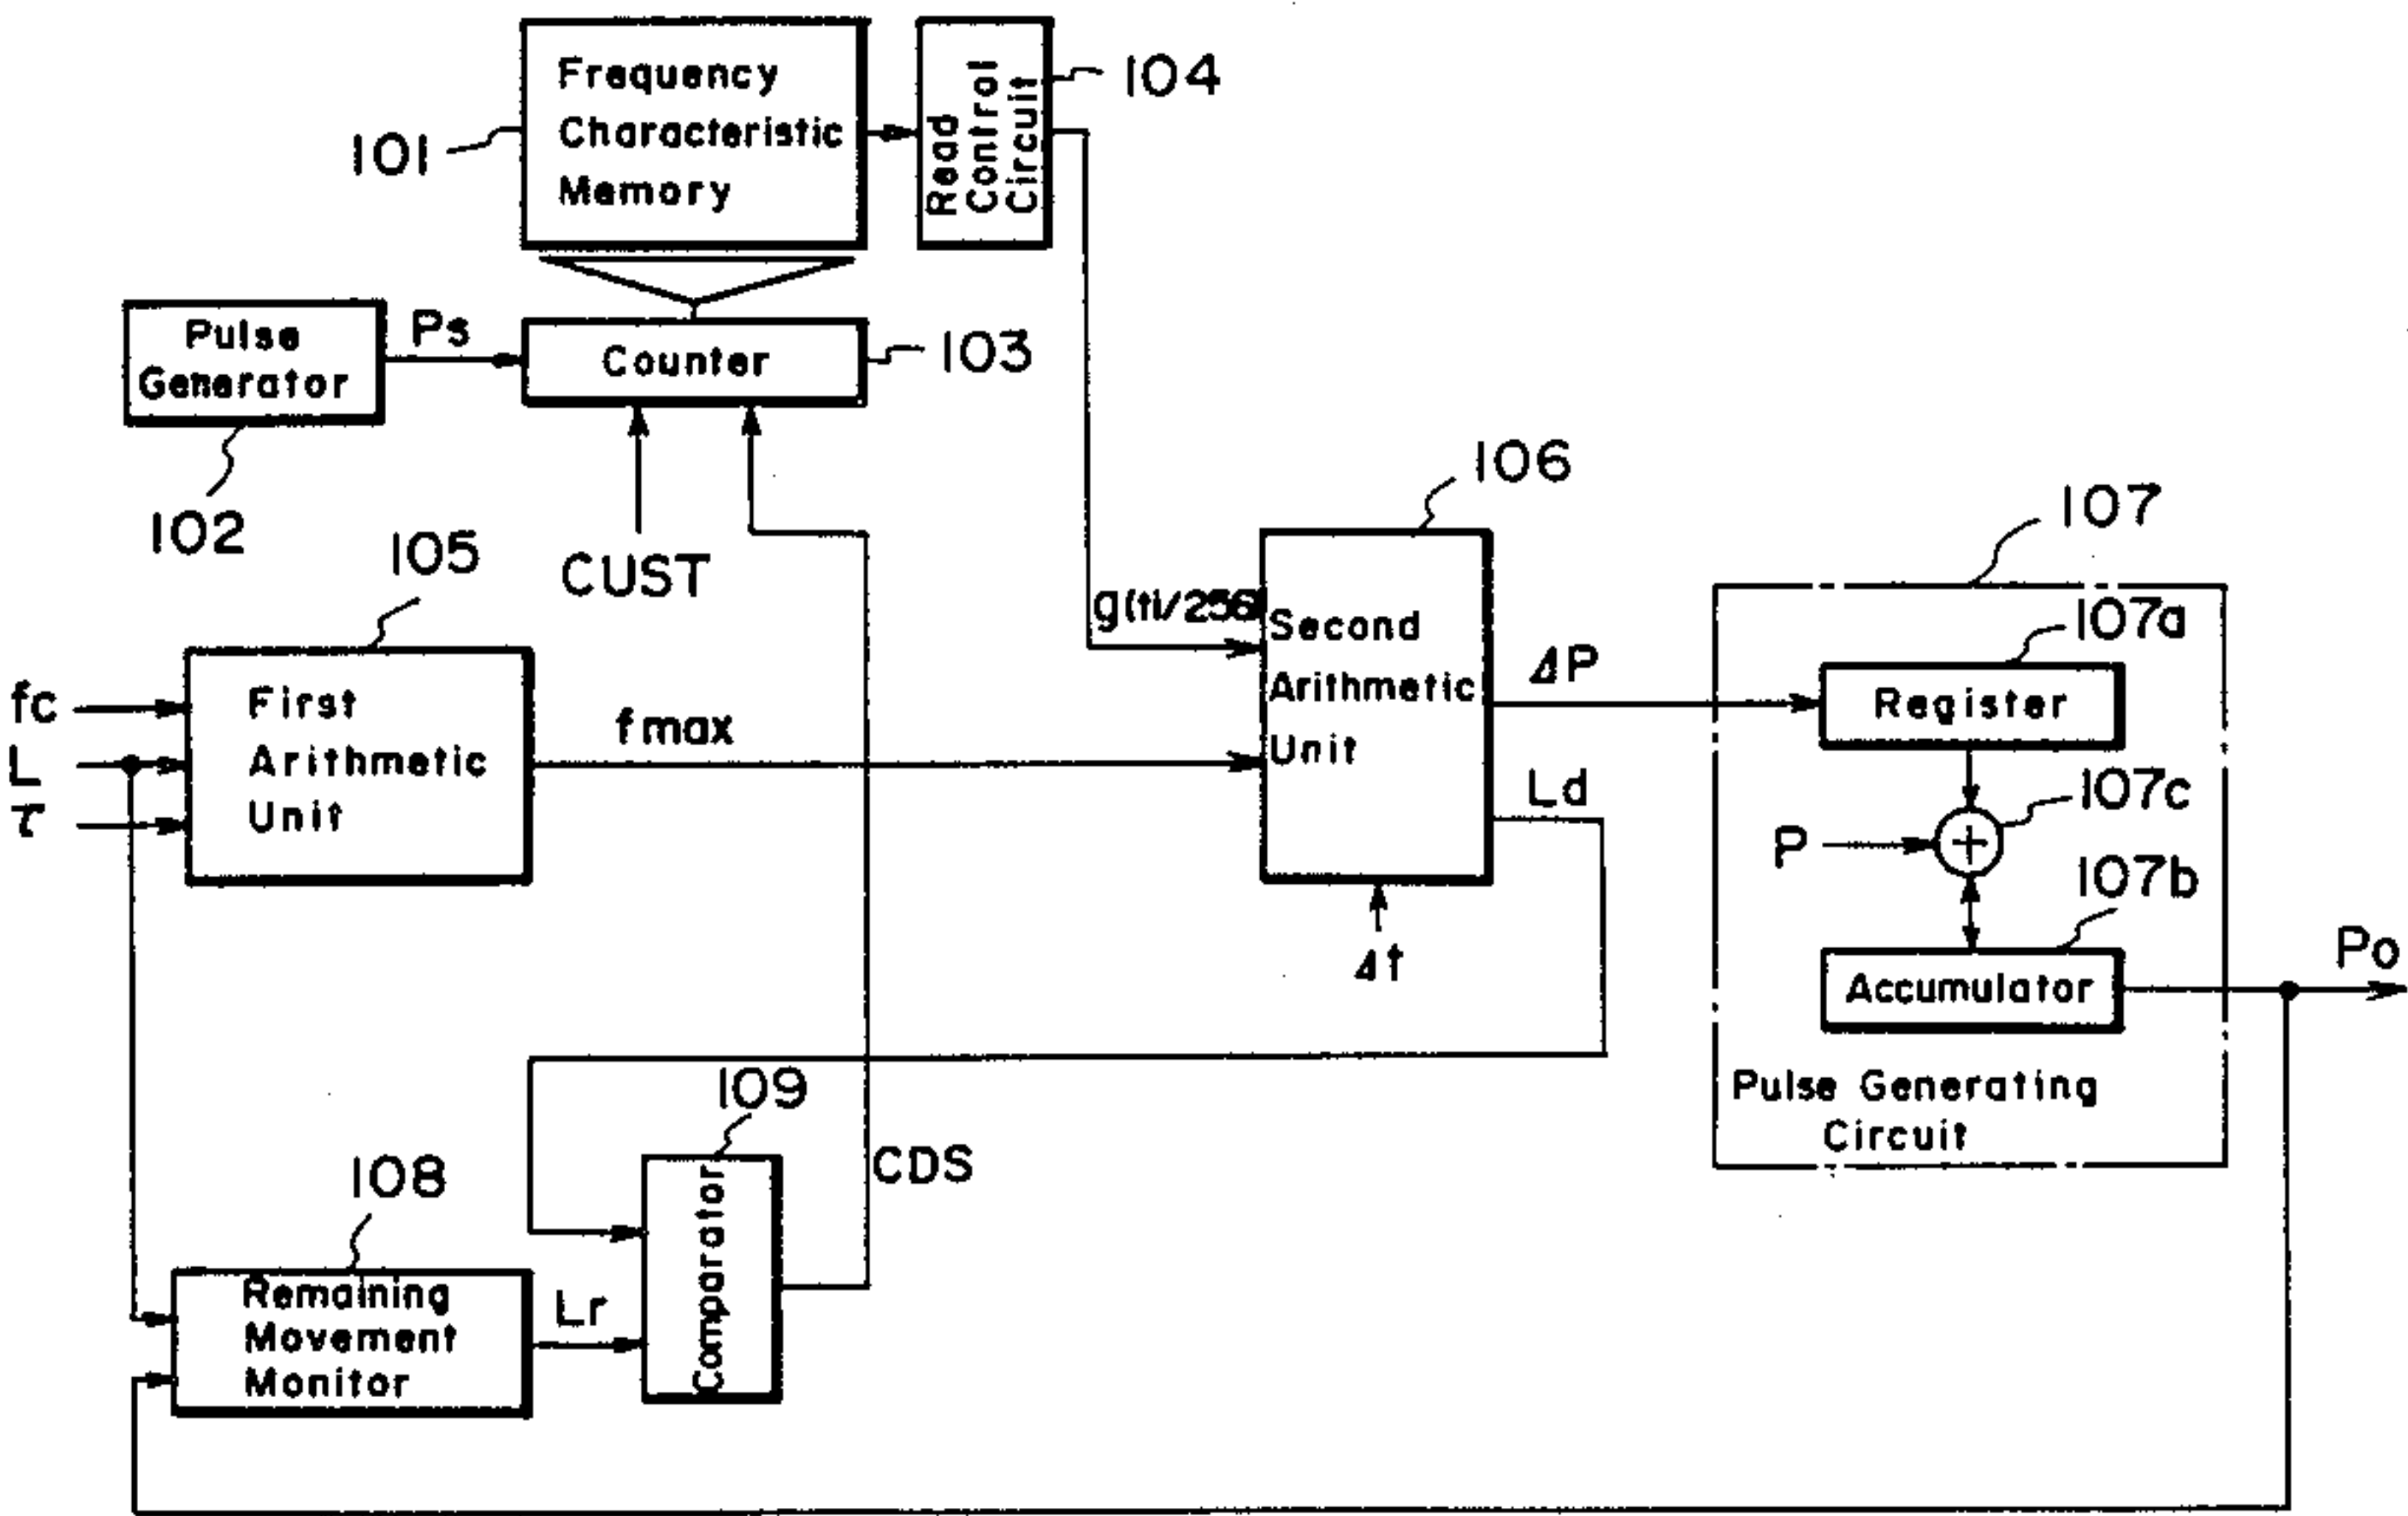 Frequency
Characteristic
Memory
Read
Control
Circuit
104
101
Pulse
Generator
Ps
Counter
103
102
CUST
105
106
107
g(ti/256)
107a
fc
L
τ
First
Arithmetic
Unit
fmax
Second
Arithmetic
Unit
ΔP
Register
Ld
107c
P
+
107b
Δt
Accumulator
Po
109
Pulse Generating
Circuit
108
Comparator
CDS
Remaining
Movement
Monitor
Lr